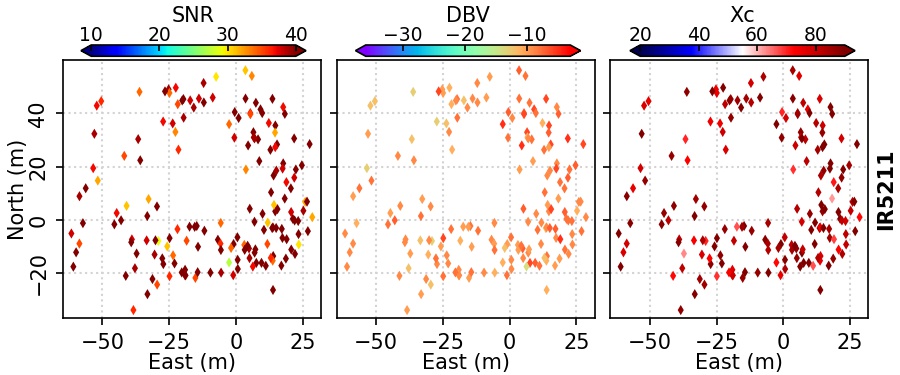 SNR DBV Xc
10 20 30 40 −30 −20 −10 20 40 60 80
North (m)
40
20
0
−20
−50 −25 0 25 −50 −25 0 25 −50 −25 0 25
East (m) East (m) East (m)
IR5211